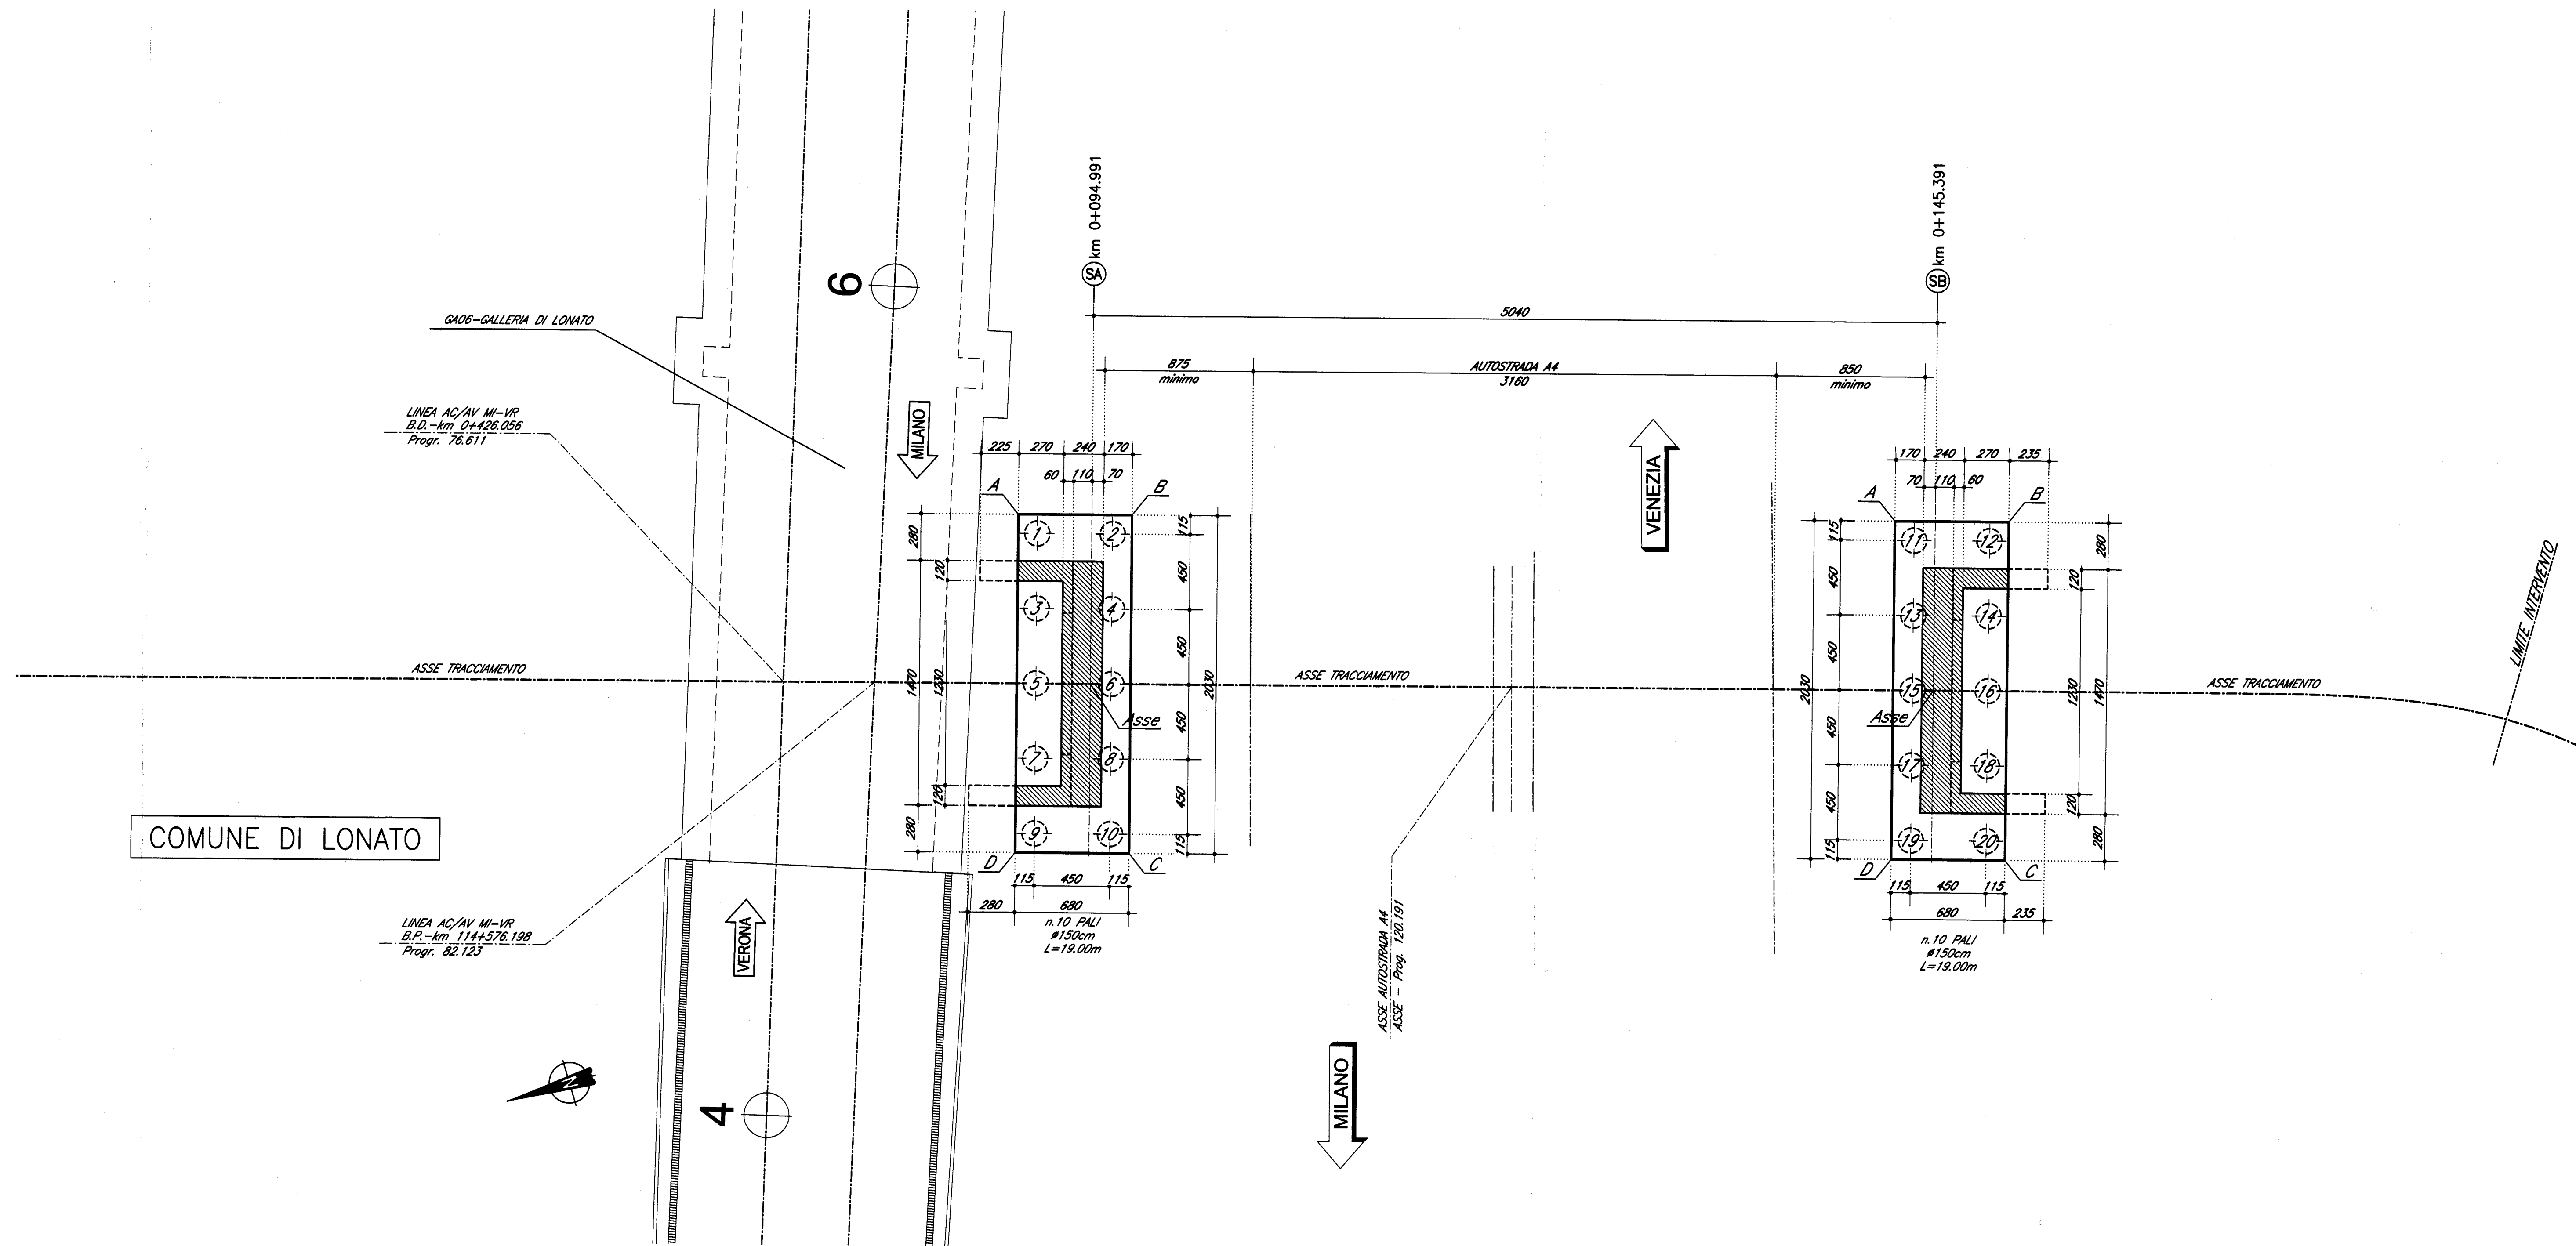 km 0+094.991
SA
km 0+145.391
SB
5040
875
minimo
AUTOSTRADA A4
3160
850
minimo
6
GA06-GALLERIA DI LONATO
LINEA AC/AV MI-VR
B.D.-km 0+426.056
Progr. 76.611
MILANO
VENEZIA
225 270 240 170
60 110 70
A B
1 2
3 4
5 6
7 8
9 10
D C
280
120
1470
1230
120
280
115
450
450
450
450
115
2030
Asse
115 450 115
280 680
n.10 PALI
ø150cm
L=19.00m
170 240 270 235
70 110 60
A B
11 12
13 14
15 16
17 18
19 20
D C
115
450
450
450
450
115
2030
280
120
1230
1470
120
280
Asse
115 450 115
680 235
n.10 PALI
ø150cm
L=19.00m
ASSE TRACCIAMENTO
ASSE TRACCIAMENTO
ASSE TRACCIAMENTO
LIMITE INTERVENTO
COMUNE DI LONATO
LINEA AC/AV MI-VR
B.P.-km 114+576.198
Progr. 82.123
VERONA
ASSE AUTOSTRADA A4
ASSE - Prog. 120.191
MILANO
N
4